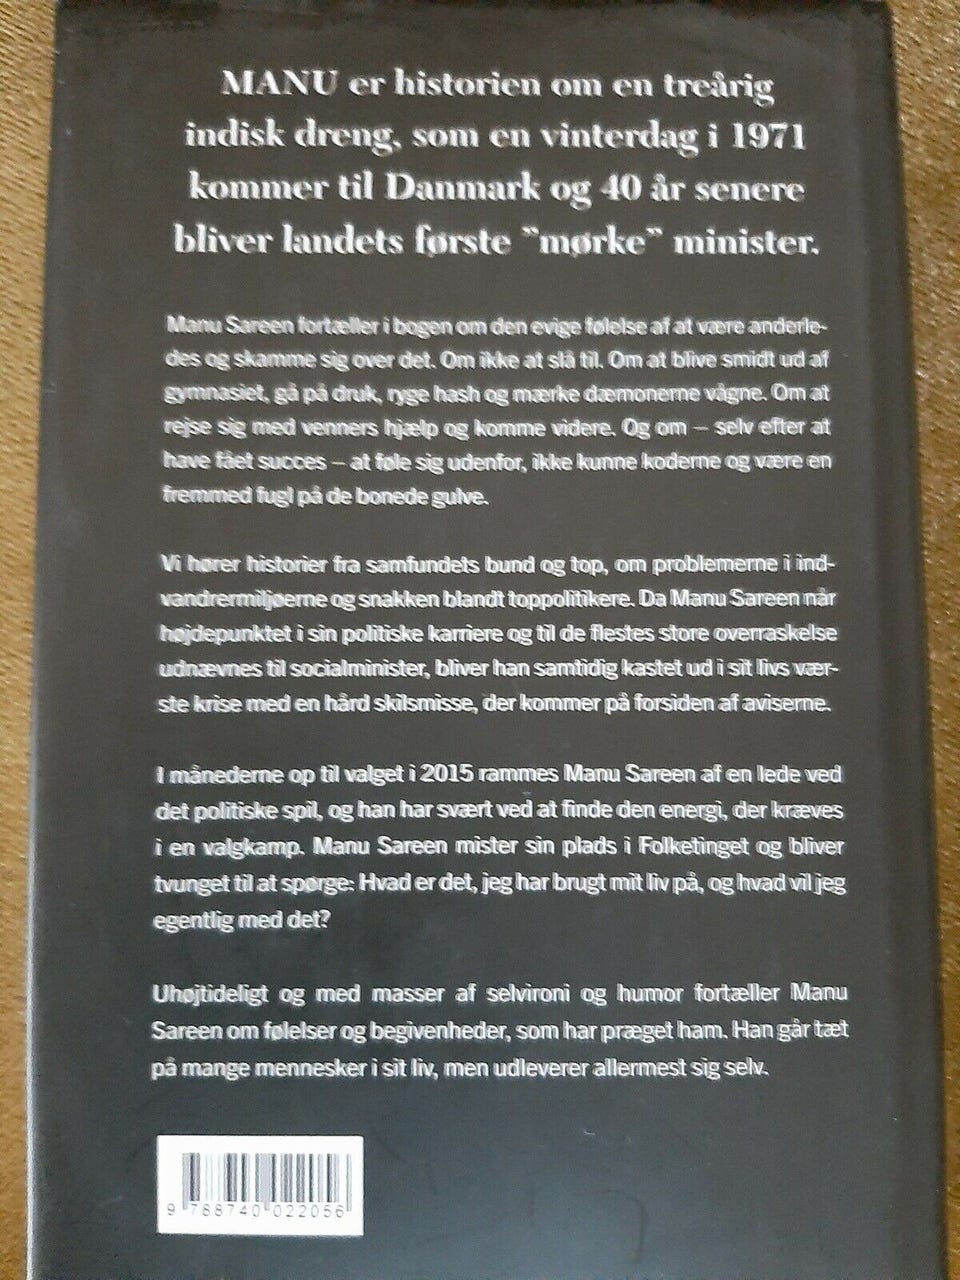 MANU er historien om en treårig
indisk dreng, som en vinterdag i 1971
kommer til Danmark og 40 år senere
bliver landets første ”mørke” minister.
Manu Sareen fortæller i bogen om den evige følelse af at være anderle-
des og skamme sig over det. Om ikke at slå til. Om at blive smidt ud af
gymnasiet, gå på druk, ryge hash og mærke dæmonerne vågne. Om at
rejse sig med venners hjælp og komme videre. Og om – selv efter at
have fået succes – at føle sig udenfor, ikke kunne koderne og være en
fremmed fugl på de bonede gulve.
Vi hører historier fra samfundets bund og top, om problemerne i ind-
vandrermiljøerne og snakken blandt toppolitikere. Da Manu Sareen når
højdepunktet i sin politiske karriere og til de flestes store overraskelse
udnævnes til socialminister, bliver han samtidig kastet ud i sit livs vær-
ste krise med en hård skilsmisse, der kommer på forsiden af aviserne.
I månederne op til valget i 2015 rammes Manu Sareen af en lede ved
det politiske spil, og han har svært ved at finde den energi, der kræves
i en valgkamp. Manu Sareen mister sin plads i Folketinget og bliver
tvunget til at spørge: Hvad er det, jeg har brugt mit liv på, og hvad vil jeg
egentlig med det?
Uhøjtideligt og med masser af selvironi og humor fortæller Manu
Sareen om følelser og begivenheder, som har præget ham. Han går tæt
på mange mennesker i sit liv, men udleverer allermest sig selv.
9 788740 022056